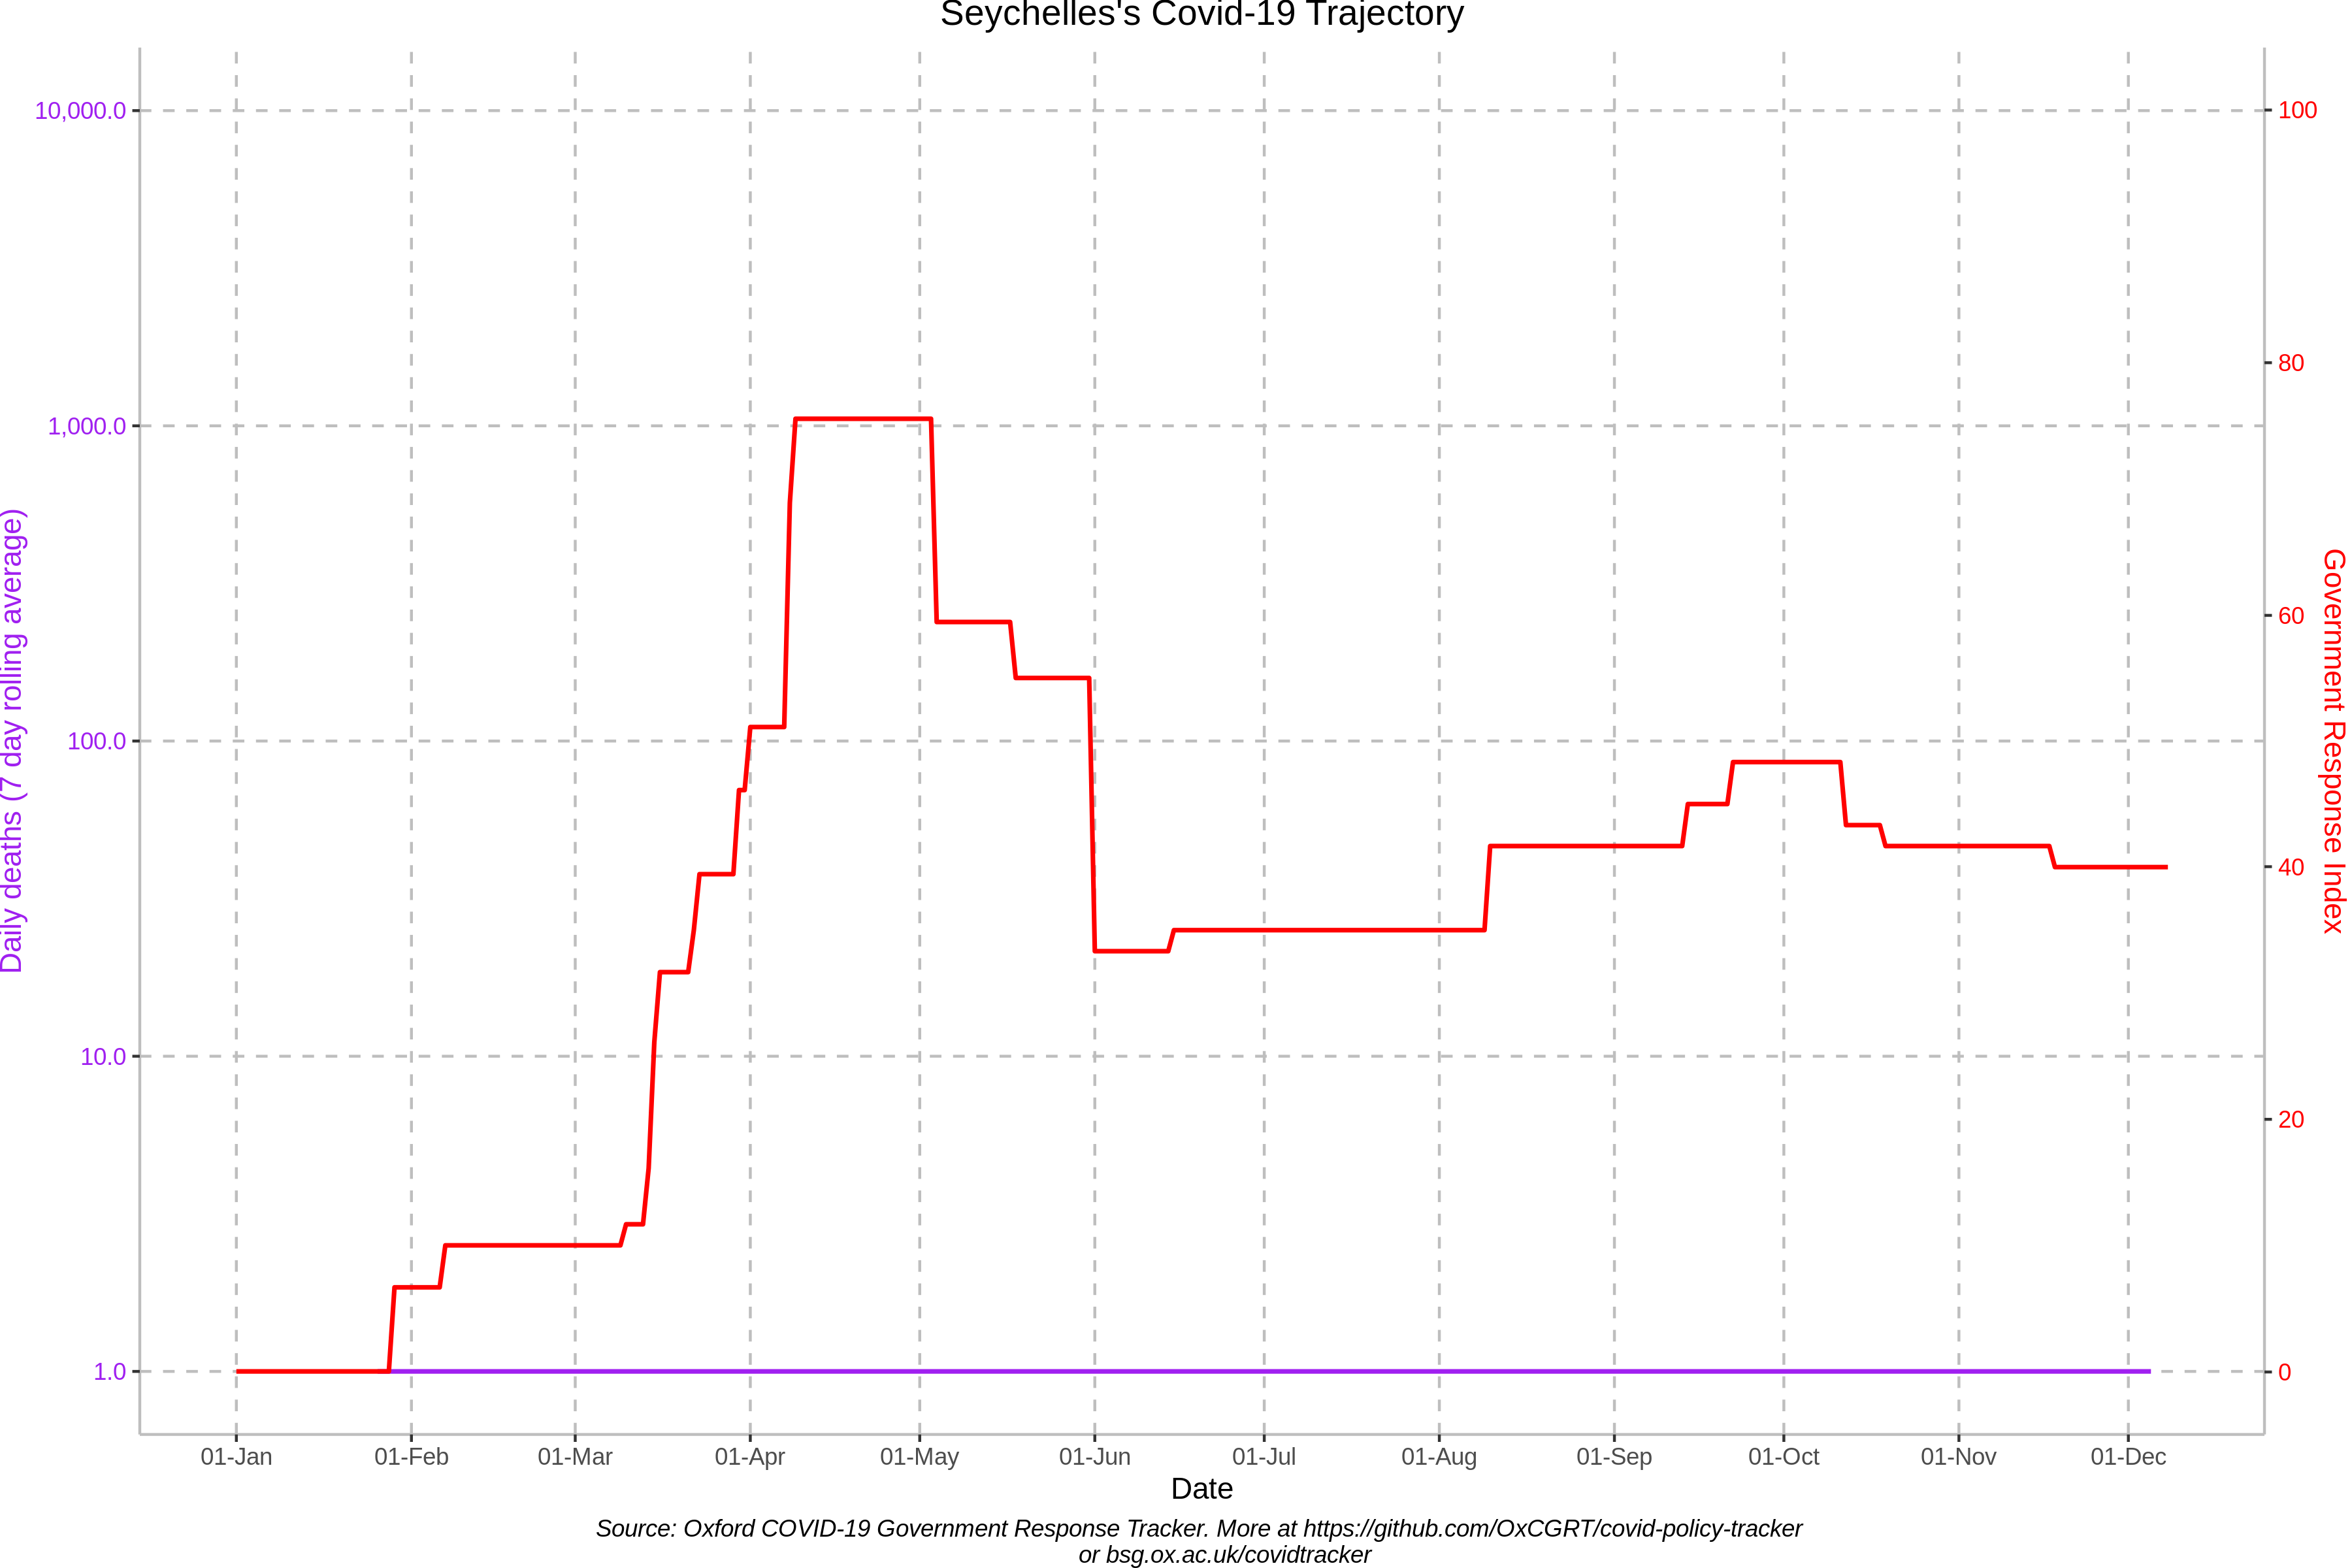 Seychelles's Covid-19 Trajectory
Daily deaths (7 day rolling average)
10,000.0
1,000.0
100.0
10.0
1.0
100
80
60
40
20
0
Government Response Index
01-Jan
01-Feb
01-Mar
01-Apr
01-May
01-Jun
01-Jul
01-Aug
01-Sep
01-Oct
01-Nov
01-Dec
Date
Source: Oxford COVID-19 Government Response Tracker. More at https://github.com/OxCGRT/covid-policy-tracker
or bsg.ox.ac.uk/covidtracker